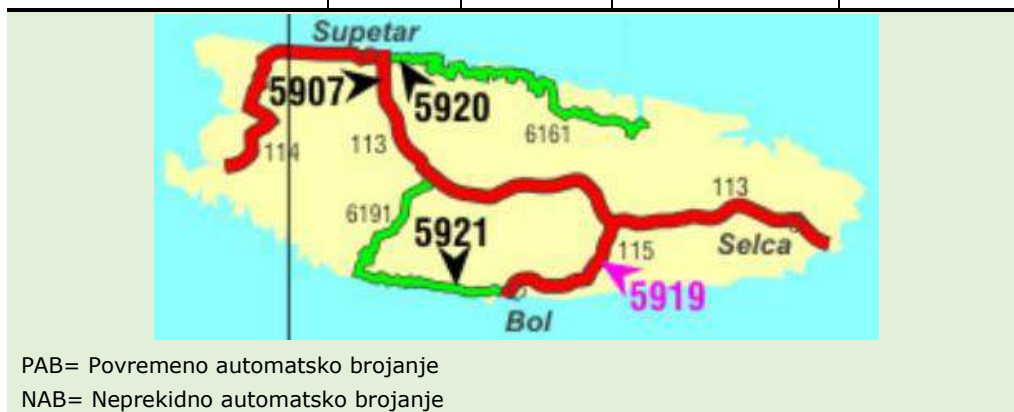 Supetar
5907
5920
6161
114
113
113
6191
5921
115
Selca
5919
Bol
PAB= Povremeno automatsko brojanje
NAB= Neprekidno automatsko brojanje